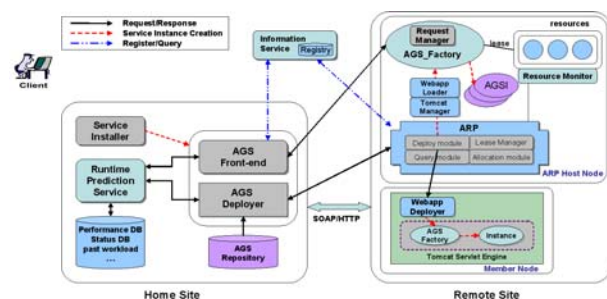 Request/Response
Service Instance Creation
Register/Query
Client
Information
Service
Registry
Request
Manager
AGS_Factory
lease
resources
Resource Monitor
AGSI
Webapp
Loader
Tomcat
Manager
ARP
Deploy module
Lease Manager
Query module
Allocation module
ARP Host Node
Service
Installer
AGS
Front-end
Runtime
Prediction
Service
AGS
Deployer
Performance DB
Status DB
past workload
...
AGS
Repository
SOAP/HTTP
Webapp
Deployer
AGS
Factory
Instance
Tomcat Servlet Engine
Member Node
Home Site
Remote Site